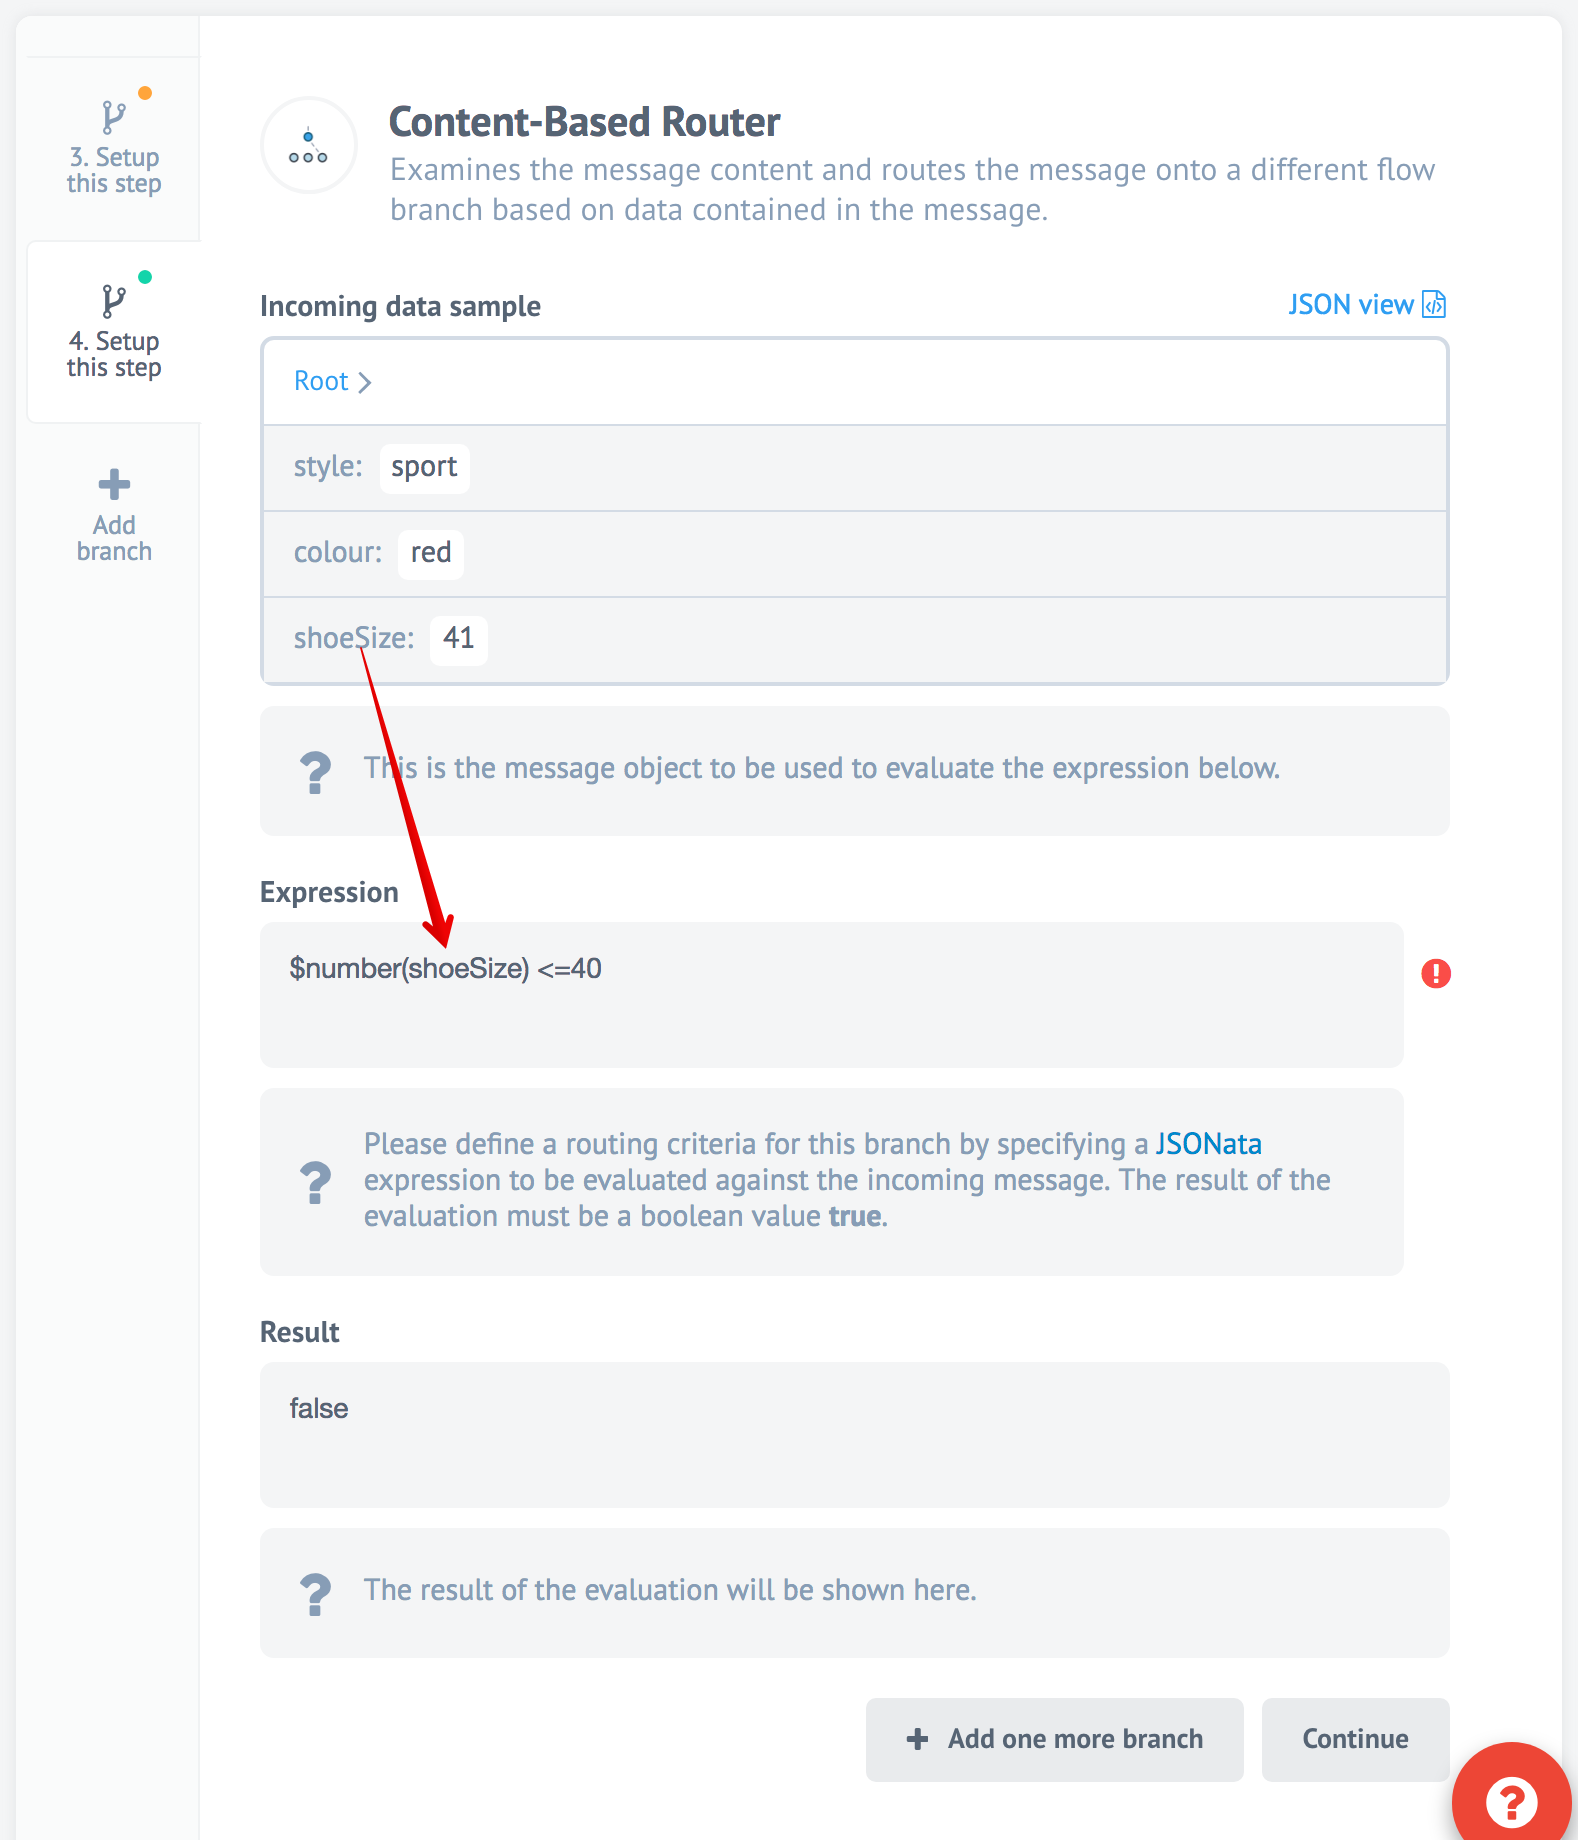 3. Setup
this step
4. Setup
this step
Add
branch
Content-Based Router
Examines the message content and routes the message onto a different flow
branch based on data contained in the message.
Incoming data sample
JSON view
Root
style: sport
colour: red
shoeSize: 41
This is the message object to be used to evaluate the expression below.
Expression
$number(shoeSize) <=40
Please define a routing criteria for this branch by specifying a JSONata
expression to be evaluated against the incoming message. The result of the
evaluation must be a boolean value true.
Result
false
The result of the evaluation will be shown here.
Add one more branch
Continue